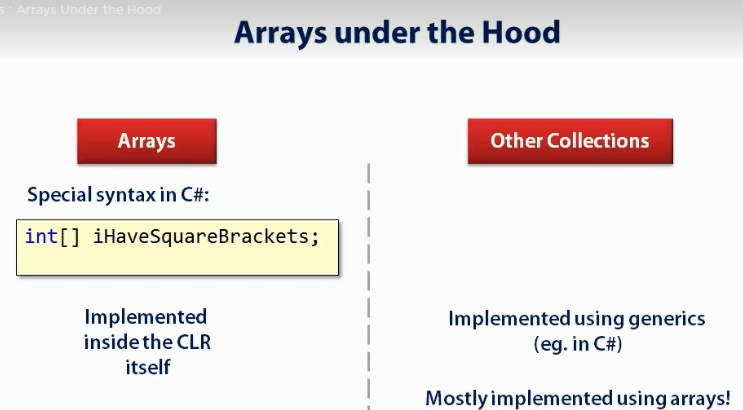 s : Arrays Under the Hood
Arrays under the Hood
Arrays
Other Collections
Special syntax in C#:
int[] iHaveSquareBrackets;
Implemented
inside the CLR
itself
Implemented using generics
(eg. in C#)
Mostly implemented using arrays!